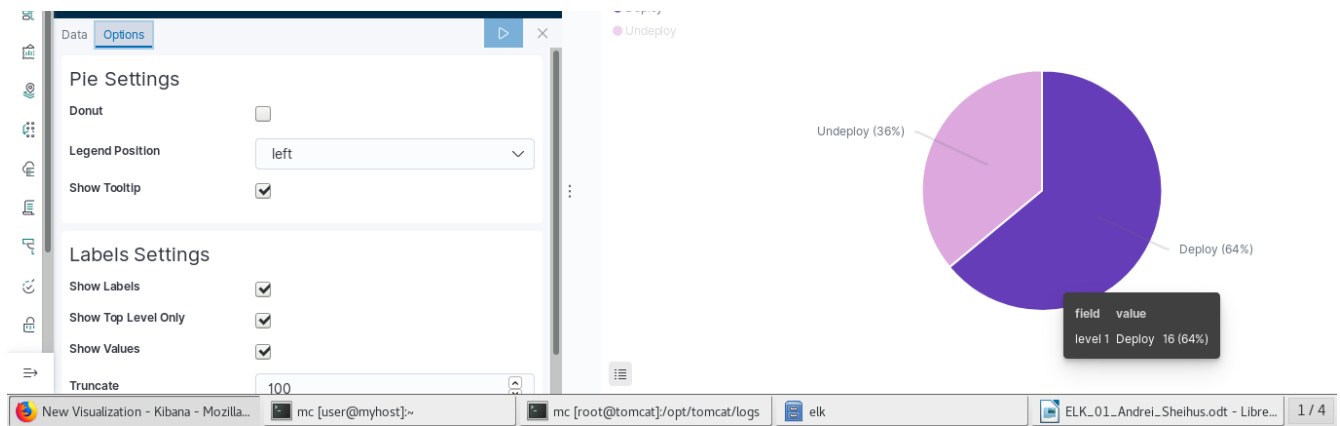 Data Options
Pie Settings
Donut
Legend Position left
Show Tooltip
Labels Settings
Show Labels
Show Top Level Only
Show Values
Truncate 100
Undeploy
Undeploy (36%)
Deploy (64%)
field value
level 1 Deploy 16 (64%)
New Visualization - Kibana - Mozilla... mc [user@myhost]:~ mc [root@tomcat]:/opt/tomcat/logs elk ELK_01_Andrei_Sheihus.odt - Libre... 1 / 4